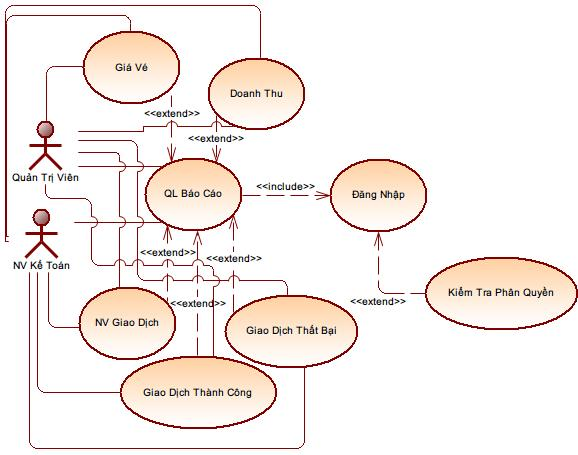 Giá Vé
Doanh Thu
<<extend>>
<<extend>>
Quản Trị Viên
QL Báo Cáo
<<include>>
Đăng Nhập
NV Kế Toán
<<extend>>
<<extend>>
<<extend>>
<<extend>>
Kiểm Tra Phân Quyền
NV Giao Dịch
Giao Dịch Thất Bại
Giao Dịch Thành Công